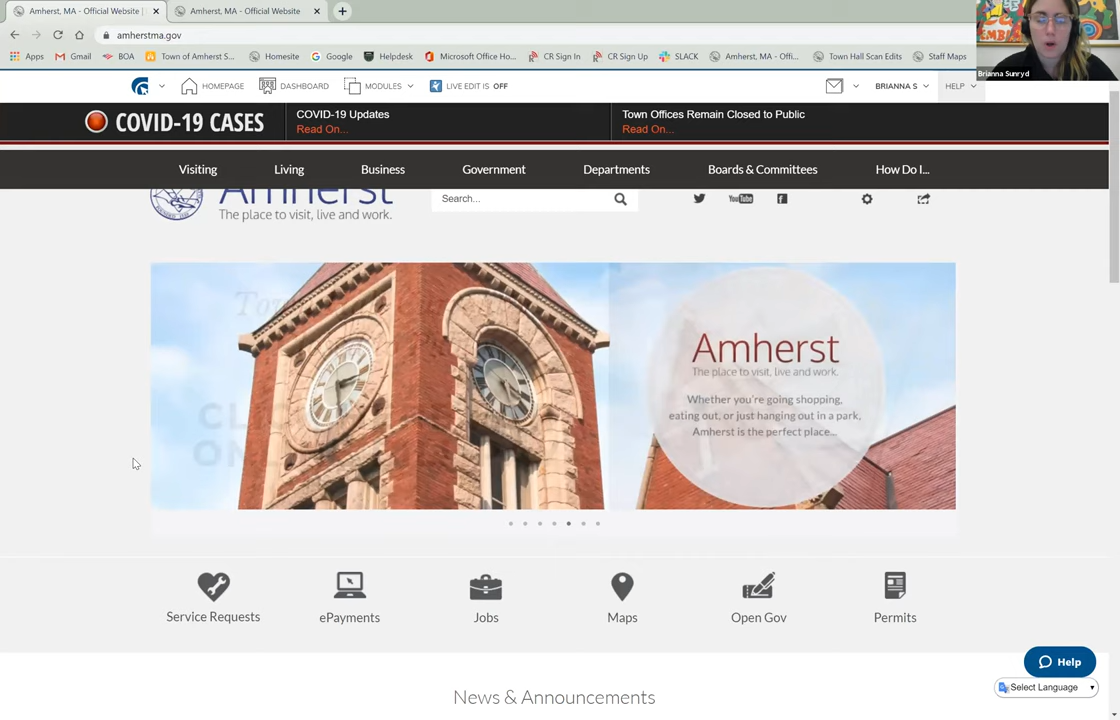 Amherst, MA - Official Website |
Amherst, MA - Official Website
amherstma.gov
Apps
Gmail
BOA
Town of Amherst S...
Homesite
Google
Helpdesk
Microsoft Office Ho...
CR Sign In
CR Sign Up
SLACK
Amherst, MA - Offi...
Town Hall Scan Edits
Staff Maps
Brianna Sunryd
HOMEPAGE
DASHBOARD
MODULES
LIVE EDIT IS OFF
BRIANNA S
HELP
COVID-19 CASES
COVID-19 Updates
Read On...
Town Offices Remain Closed to Public
Read On...
Visiting
Living
Business
Government
Departments
Boards & Committees
How Do I...
Amherst
The place to visit, live and work.
Search...
YouTube
Amherst
The place to visit, live and work.
Whether you're going shopping,
eating out, or just hanging out in a park,
Amherst is the perfect place...
Service Requests
ePayments
Jobs
Maps
Open Gov
Permits
Help
Select Language
News & Announcements